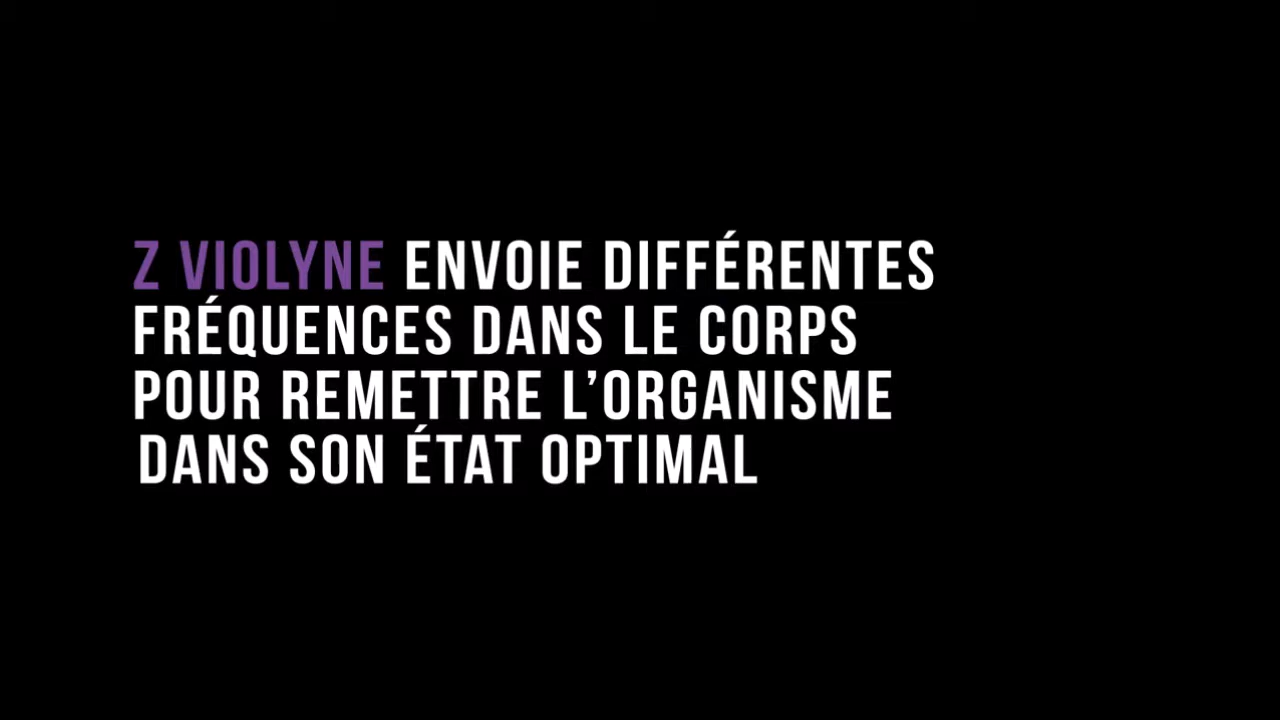 Z VIOLYNE ENVOIE DIFFÉRENTES
FRÉQUENCES DANS LE CORPS
POUR REMETTRE L’ORGANISME
DANS SON ÉTAT OPTIMAL